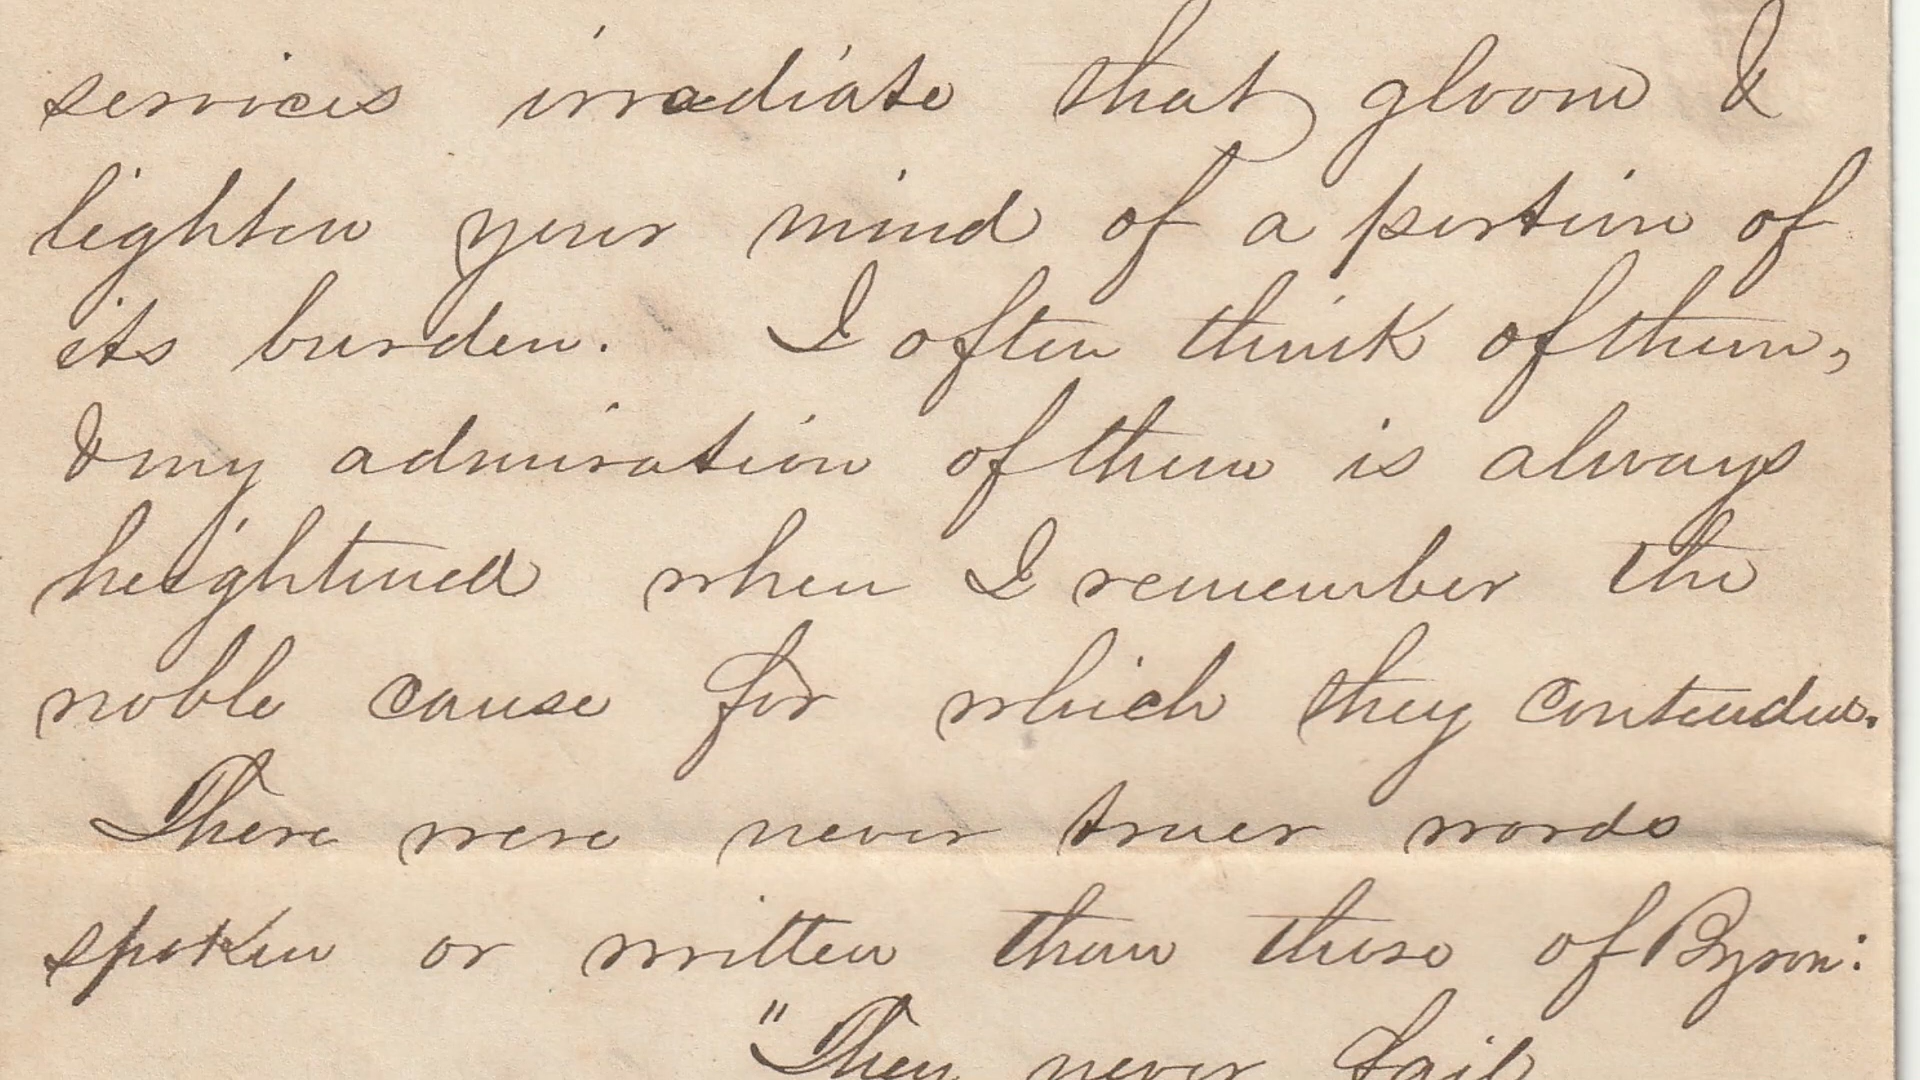 services irradiate that gloom &
lighten your mind of a portion of
its burden. I often think of them,
& my admiration of them is always
heightened when I remember the
noble cause for which they contended.
There were never truer words
spoken or written than these of Byron:
"They never fail